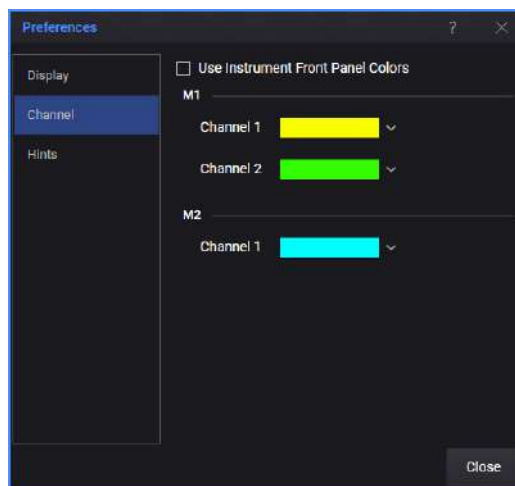 Preferences
?
Display
Channel
Hints
Use Instrument Front Panel Colors
M1
Channel 1
Channel 2
M2
Channel 1
Close